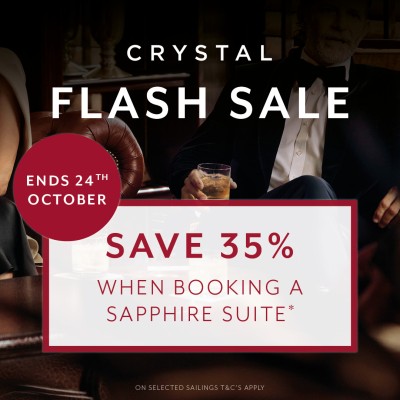 CRYSTAL
FLASH SALE
ENDS 24TH
OCTOBER
SAVE 35%
WHEN BOOKING A
SAPPHIRE SUITE*
ON SELECTED SAILINGS T&C'S APPLY